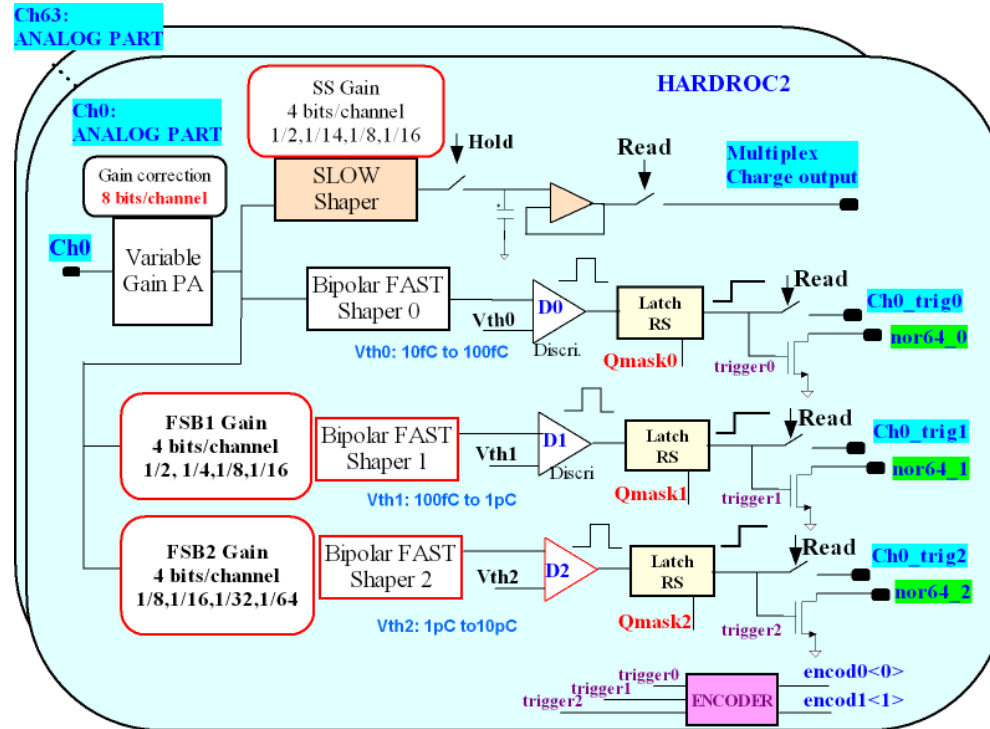 Ch63:
ANALOG PART
HARDROC2
SS Gain
4 bits/channel
1/2,1/14,1/8,1/16
Ch0:
ANALOG PART
Gain correction
8 bits/channel
Ch0
Variable
Gain PA
SLOW
Shaper
Hold
Read
Multiplex
Charge output
Bipolar FAST
Shaper 0
Vth0
D0
Discri.
Latch
RS
Read
Ch0_trig0
nor64_0
Vth0: 10fC to 100fC
Qmask0
trigger0
FSB1 Gain
4 bits/channel
1/2, 1/4,1/8,1/16
Bipolar FAST
Shaper 1
Vth1
D1
Discri
Latch
RS
Read
Ch0_trig1
nor64_1
Vth1: 100fC to 1pC
Qmask1
trigger1
FSB2 Gain
4 bits/channel
1/8,1/16,1/32,1/64
Bipolar FAST
Shaper 2
Vth2
D2
Latch
RS
Read
Ch0_trig2
nor64_2
Vth2: 1pC to10pC
Qmask2
trigger2
trigger0
trigger1
trigger2
ENCODER
encod0<0>
encod1<1>